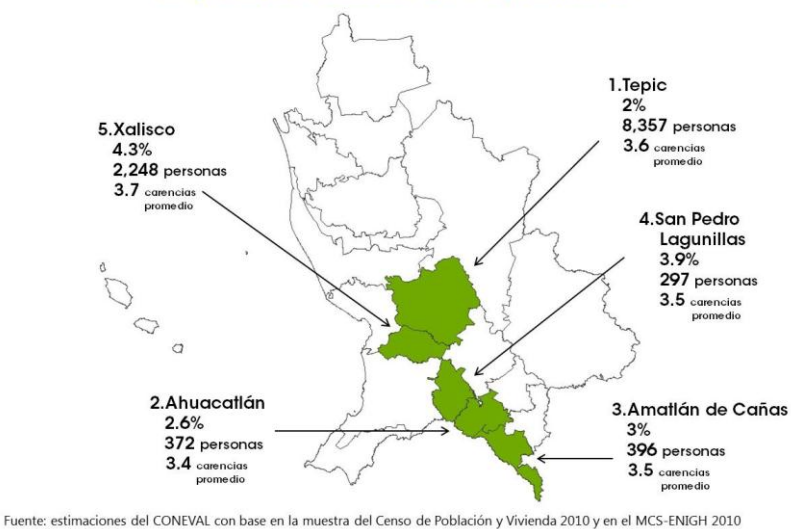 1.Tepic
2%
8,357 personas
3.6 carencias
promedio
5.Xalisco
4.3%
2,248 personas
3.7 carencias
promedio
4.San Pedro
Lagunillas
3.9%
297 personas
3.5 carencias
promedio
2.Ahuacatlán
2.6%
372 personas
3.4 carencias
promedio
3.Amatlán de Cañas
3%
396 personas
3.5 carencias
promedio
Fuente: estimaciones del CONEVAL con base en la muestra del Censo de Población y Vivienda 2010 y en el MCS-ENIGH 2010